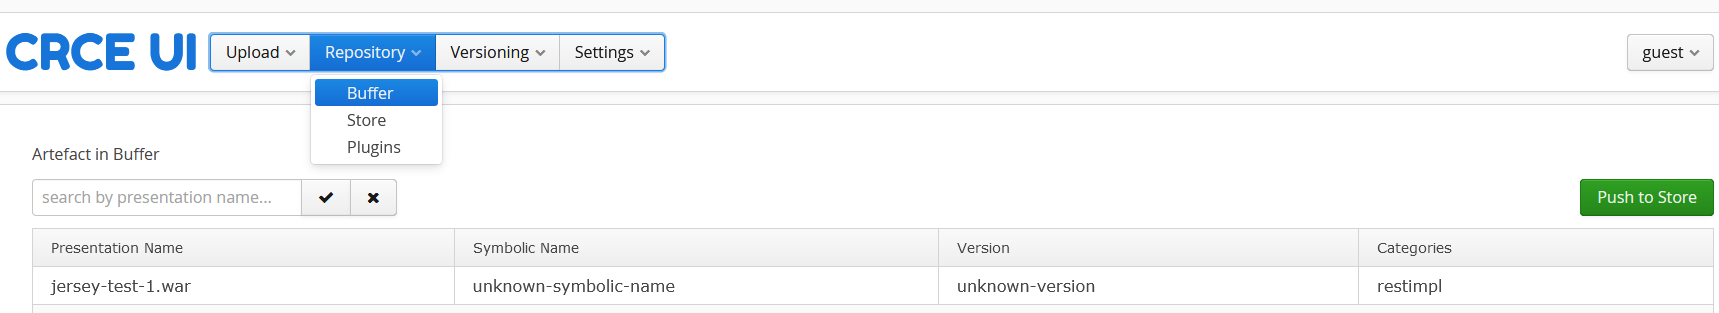 CRCE UI Upload Repository Versioning Settings guest
Buffer
Store
Plugins
Artefact in Buffer
search by presentation name... Push to Store
Presentation Name Symbolic Name Version Categories
jersey-test-1.war unknown-symbolic-name unknown-version restimpl